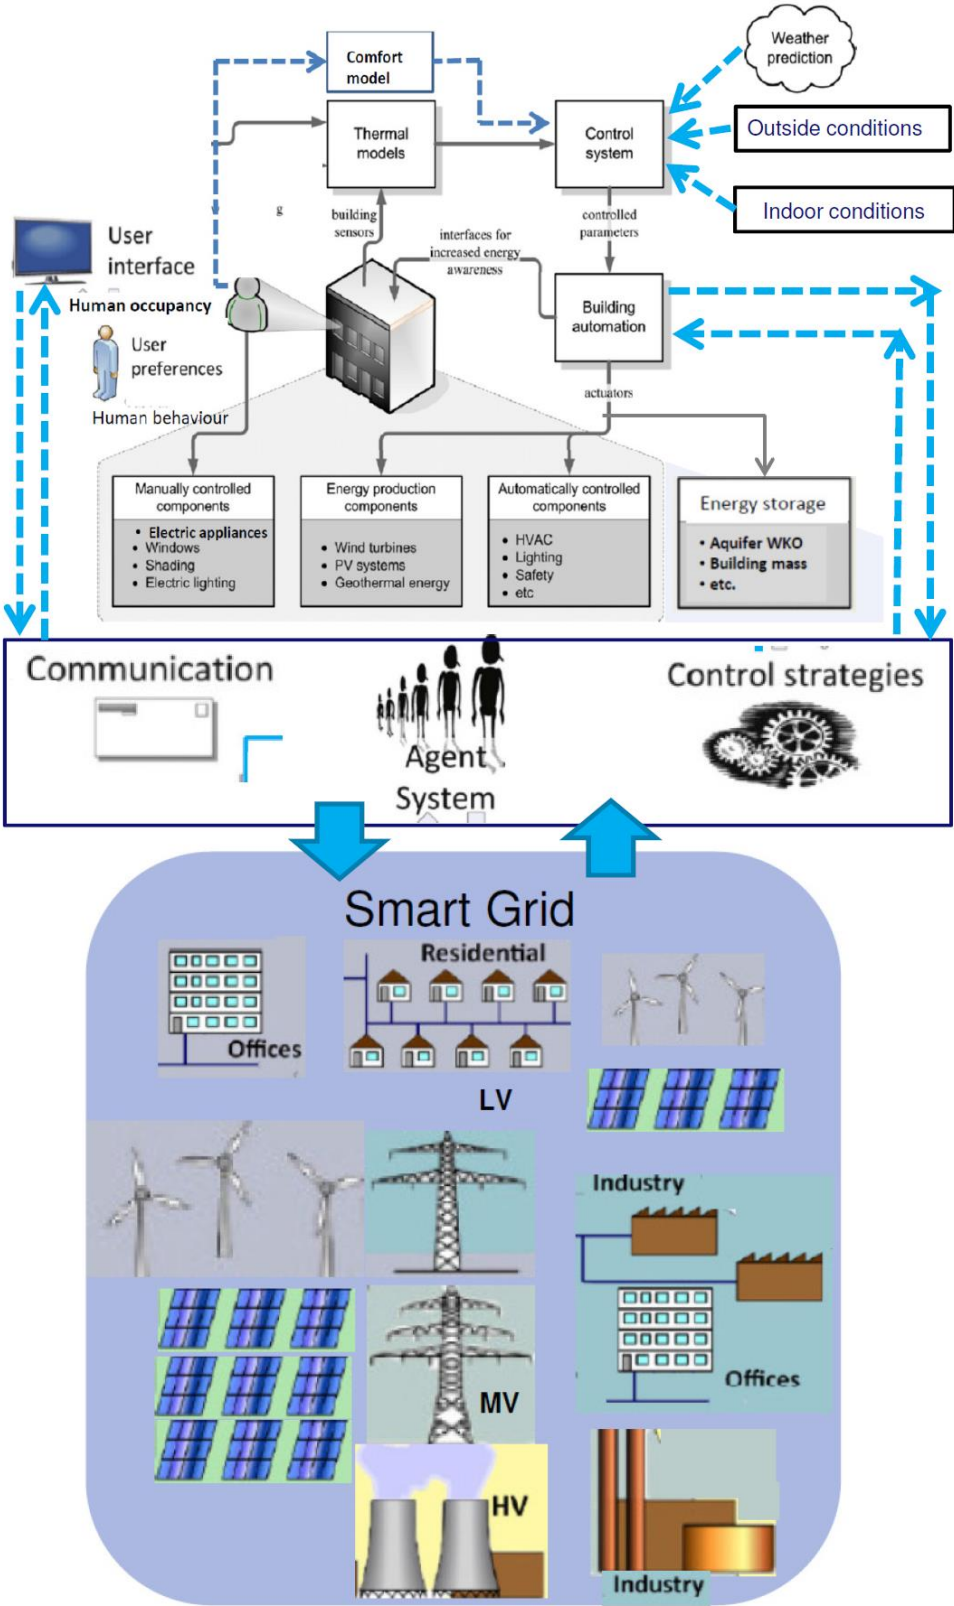 Weather
prediction
Comfort
model
Thermal
models
Control
system
Outside conditions
Indoor conditions
g
building
sensors
controlled
parameters
interfaces for
increased energy
awareness
User
interface
Human occupancy
User
preferences
Human behaviour
Building
automation
actuators
Manually controlled
components
• Electric appliances
• Windows
• Shading
• Electric lighting
Energy production
components
• Wind turbines
• PV systems
• Geothermal energy
Automatically controlled
components
• HVAC
• Lighting
• Safety
• etc
Energy storage
• Aquifer WKO
• Building mass
• etc.
Communication
Agent
System
Control strategies
Smart Grid
Offices
Residential
LV
Industry
Offices
MV
HV
Industry